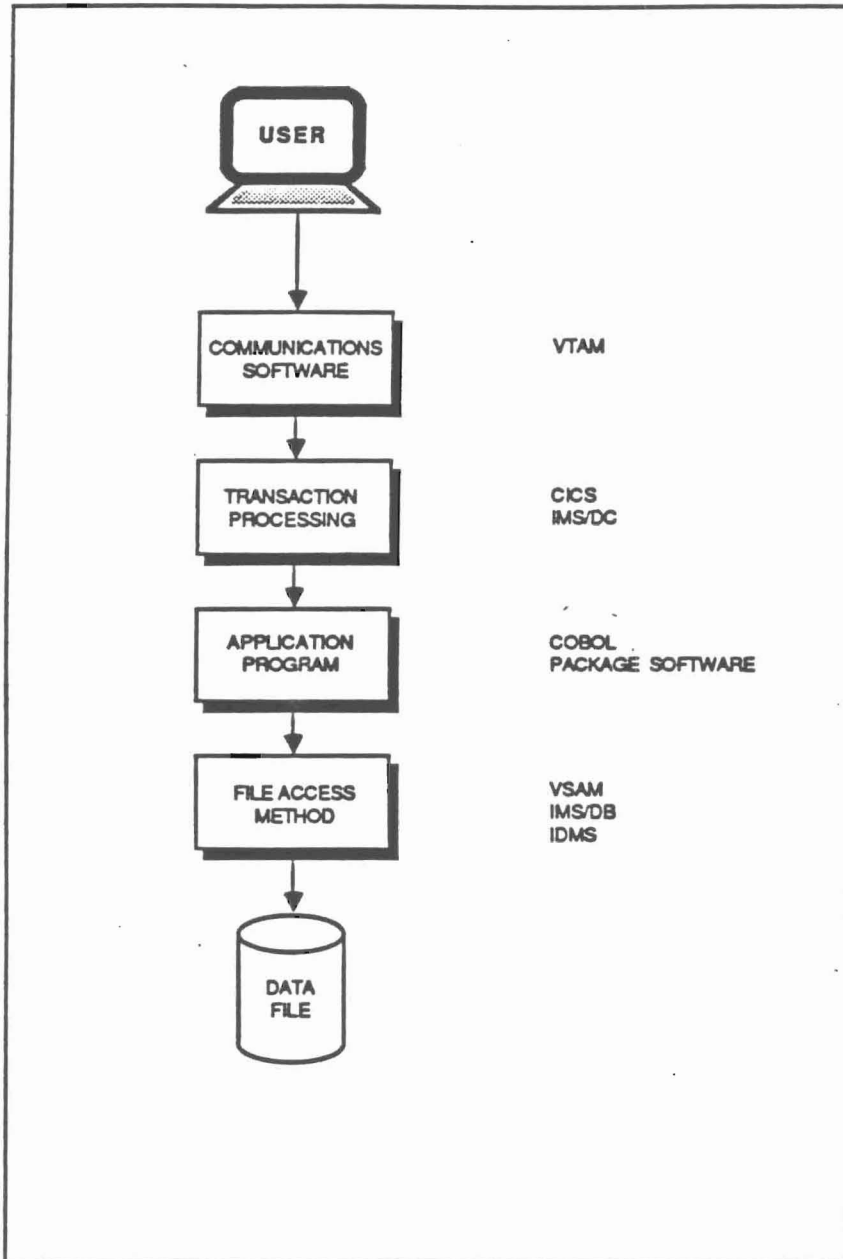 USER
COMMUNICATIONS
SOFTWARE
VTAM
TRANSACTION
PROCESSING
CICS
IMS/DC
APPLICATION
PROGRAM
COBOL
PACKAGE SOFTWARE
FILE ACCESS
METHOD
VSAM
IMS/DB
IDMS
DATA
FILE